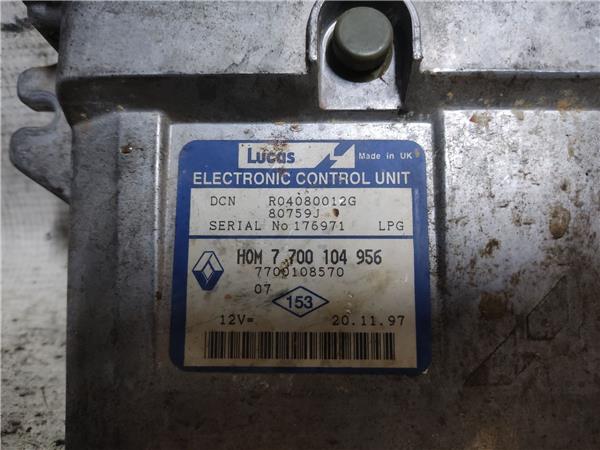 Lucas Made in UK
ELECTRONIC CONTROL UNIT
DCN R04080012G
80759J
SERIAL No 176971 LPG
HOM 7 700 104 956
7700108570
07
153
12V= 20.11.97